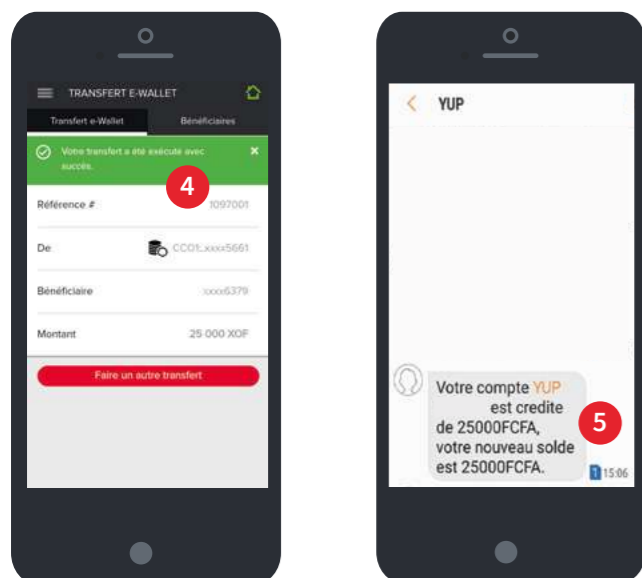 TRANSFERT E-WALLET
Transfert e-Wallet
Bénéficiaires
Votre transfert a été exécuté avec
succès.
4
Référence #
1097001
De
CC01:xxxx5661
Bénéficiaire
xxxx6379
Montant
25 000 XOF
Faire un autre transfert
YUP
Votre compte YUP
est credite
de 25000FCFA,
votre nouveau solde
est 25000FCFA.
5
1
15:06